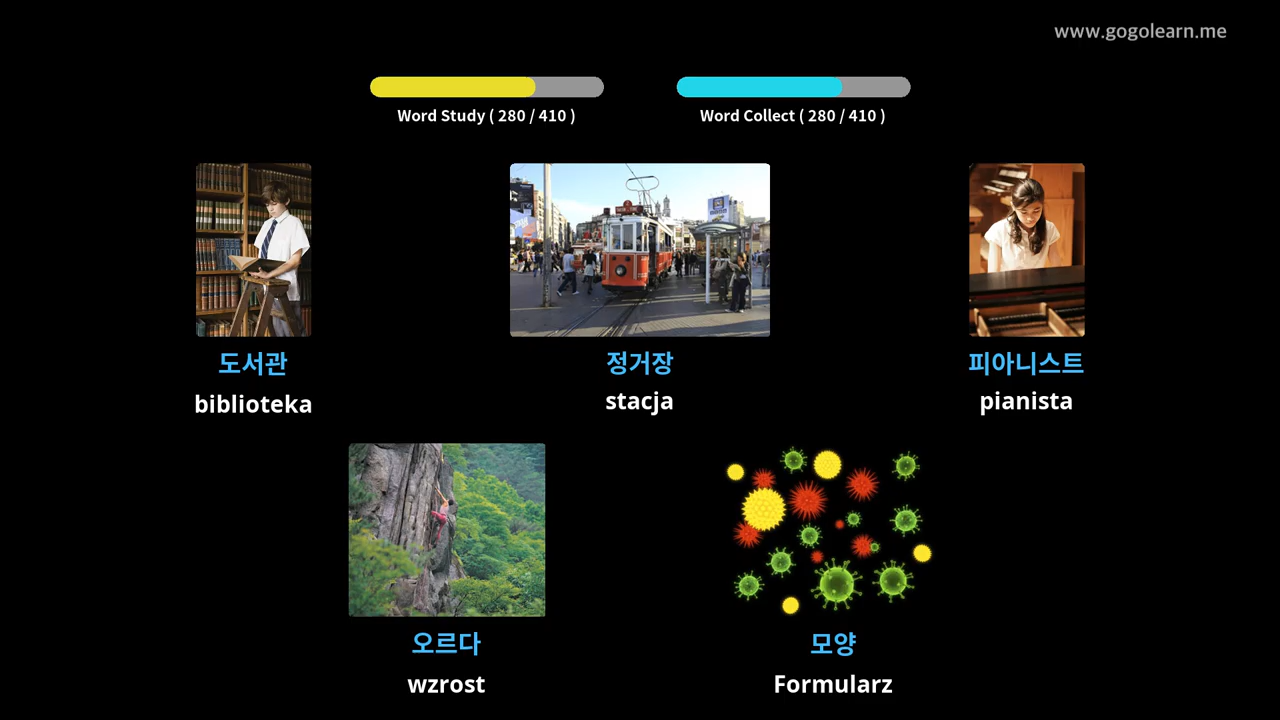 www.gogolearn.me
Word Study ( 280 / 410 )
Word Collect ( 280 / 410 )
도서관
biblioteka
정거장
stacja
피아니스트
pianista
오르다
wzrost
모양
Formularz